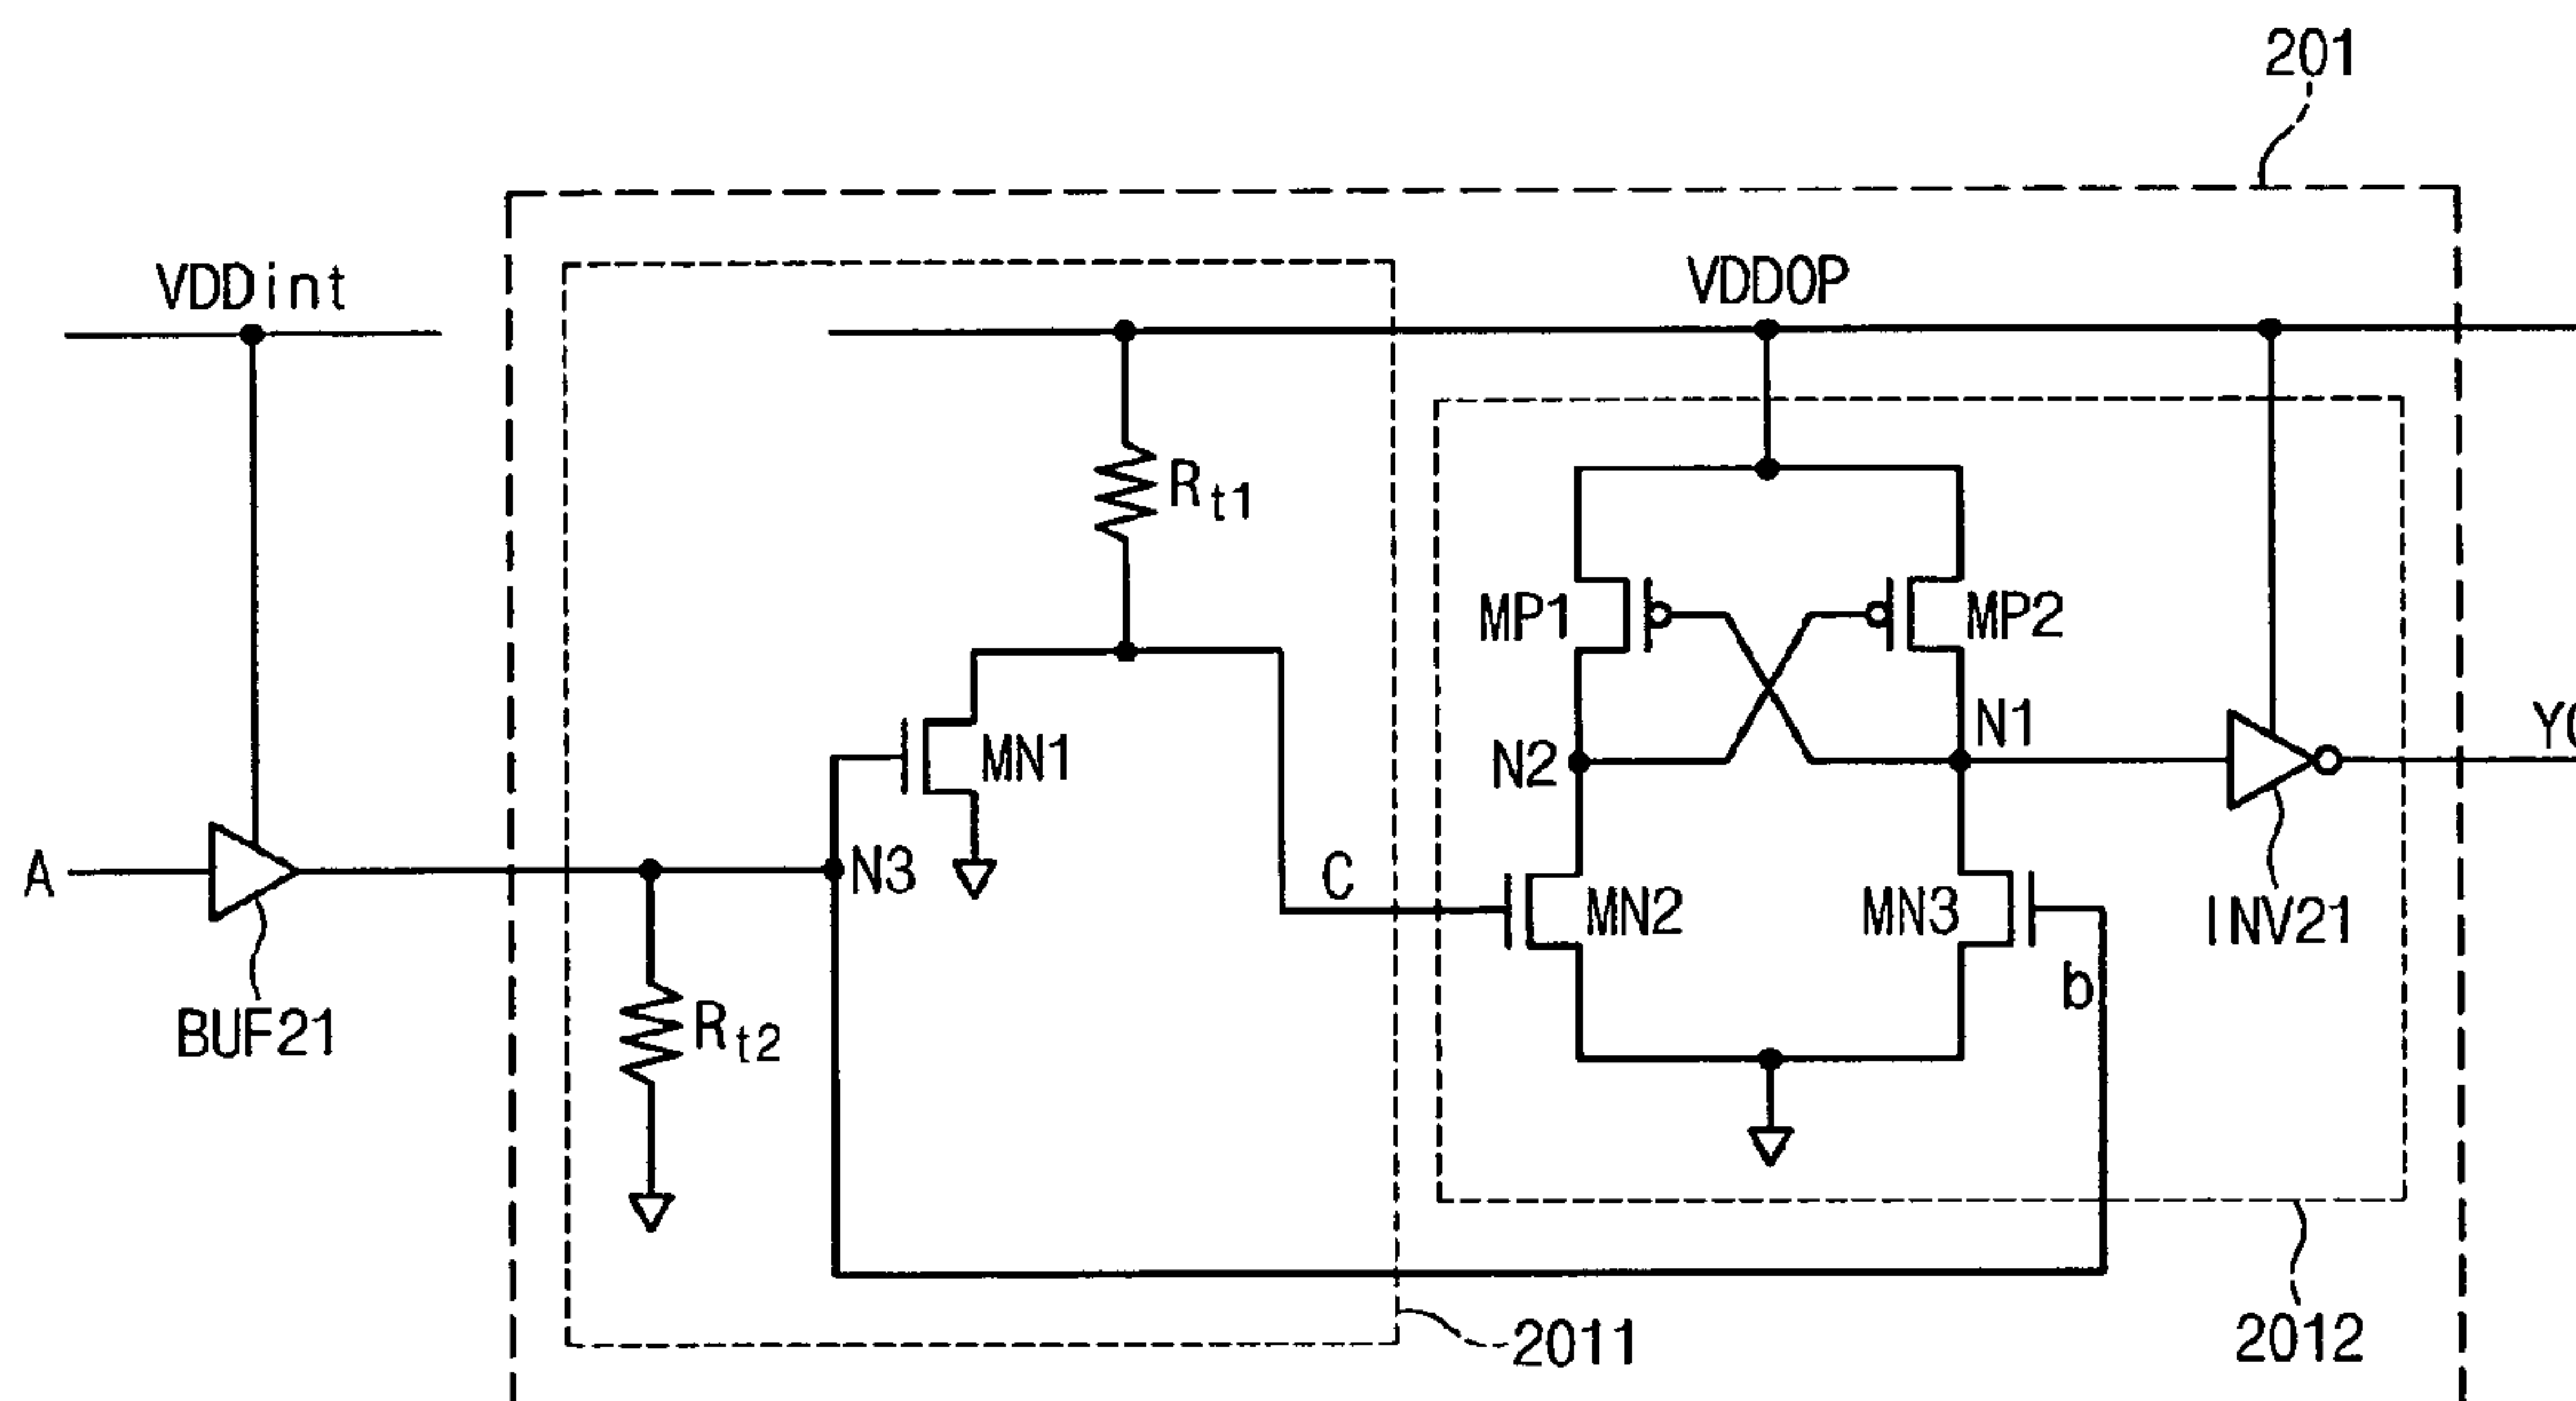 201
VDDint
VDDOP
Rt1
MP1
MP2
N1
N2
MN1
A
N3
C
MN2
MN3
INV21
b
BUF21
Rt2
2011
2012